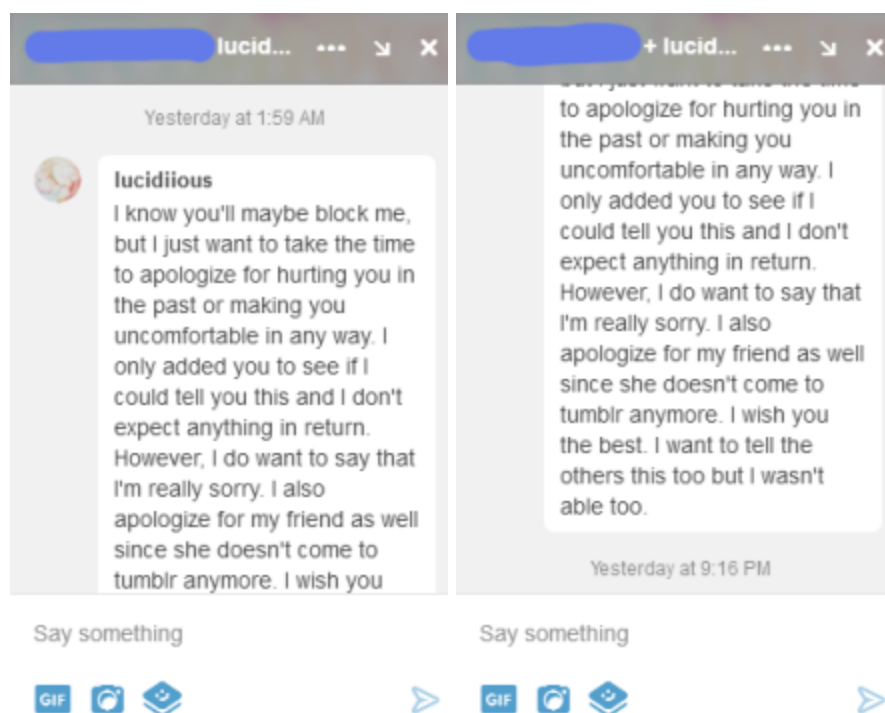 lucid...
Yesterday at 1:59 AM
lucidiious
I know you'll maybe block me,
but I just want to take the time
to apologize for hurting you in
the past or making you
uncomfortable in any way. I
only added you to see if I
could tell you this and I don't
expect anything in return.
However, I do want to say that
I'm really sorry. I also
apologize for my friend as well
since she doesn't come to
tumblr anymore. I wish you
Say something
GIF
+ lucid...
but I just want to take the time
to apologize for hurting you in
the past or making you
uncomfortable in any way. I
only added you to see if I
could tell you this and I don't
expect anything in return.
However, I do want to say that
I'm really sorry. I also
apologize for my friend as well
since she doesn't come to
tumblr anymore. I wish you
the best. I want to tell the
others this too but I wasn't
able too.
Yesterday at 9:16 PM
Say something
GIF